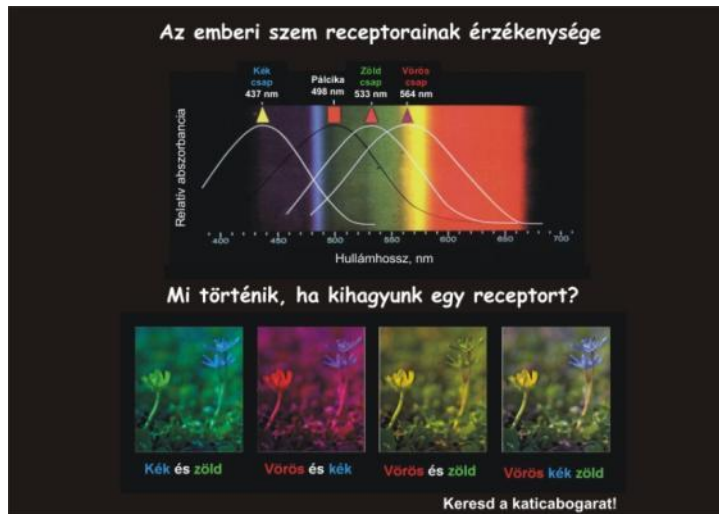 Az emberi szem receptorainak érzékenysége
Kék
csap
437 nm
Pálcika
498 nm
Zöld
csap
533 nm
Vörös
csap
564 nm
Relatív abszorbancia
400 450 500 550 600 650 700
Hullámhossz, nm
Mi történik, ha kihagyunk egy receptort?
Kék és zöld
Vörös és kék
Vörös és zöld
Vörös kék zöld
Keresd a katicabogarat!